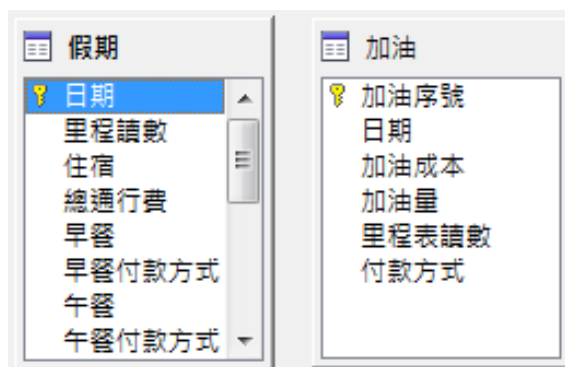 假期
日期
里程讀數
住宿
總通行費
早餐
早餐付款方式
午餐
午餐付款方式
加油
加油序號
日期
加油成本
加油量
里程表讀數
付款方式